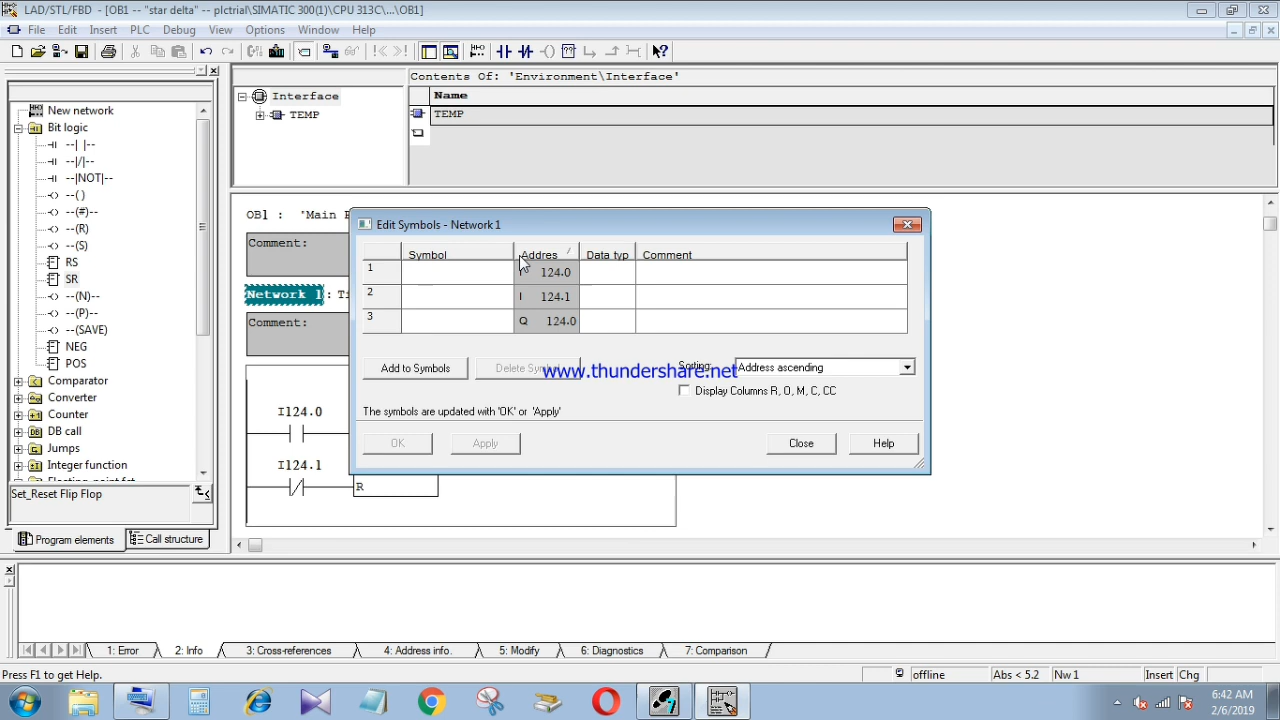 LAD/STL/FBD - [OB1 -- "star delta" -- plctrial\SIMATIC 300(1)\CPU 313C\...\OB1]
File Edit Insert PLC Debug View Options Window Help
New network
Bit logic
--| |--
--|/|--
--|NOT|--
--( )
--(#)--
--(R)
--(S)
RS
SR
--(N)--
--(P)--
--(SAVE)
NEG
POS
Comparator
Converter
Counter
DB call
Jumps
Integer function
Set_Reset Flip Flop
Program elements Call structure
Interface
TEMP
Contents Of: 'Environment\Interface'
Name
TEMP
OB1 : "Main
Comment:
Network 1:
Comment:
I124.0
I124.1
R
Edit Symbols - Network 1
Symbol Addres Data typ Comment
1 124.0
2 I 124.1
3 Q 124.0
Add to Symbols Delete Symbol Sorting: Address ascending
www.thundershare.net
Display Columns R, O, M, C, CC
The symbols are updated with 'OK' or 'Apply'
OK Apply Close Help
1: Error 2: Info 3: Cross-references 4: Address info. 5: Modify 6: Diagnostics 7: Comparison
Press F1 to get Help. offline Abs < 5.2 Nw 1 Insert Chg
6:42 AM
2/6/2019